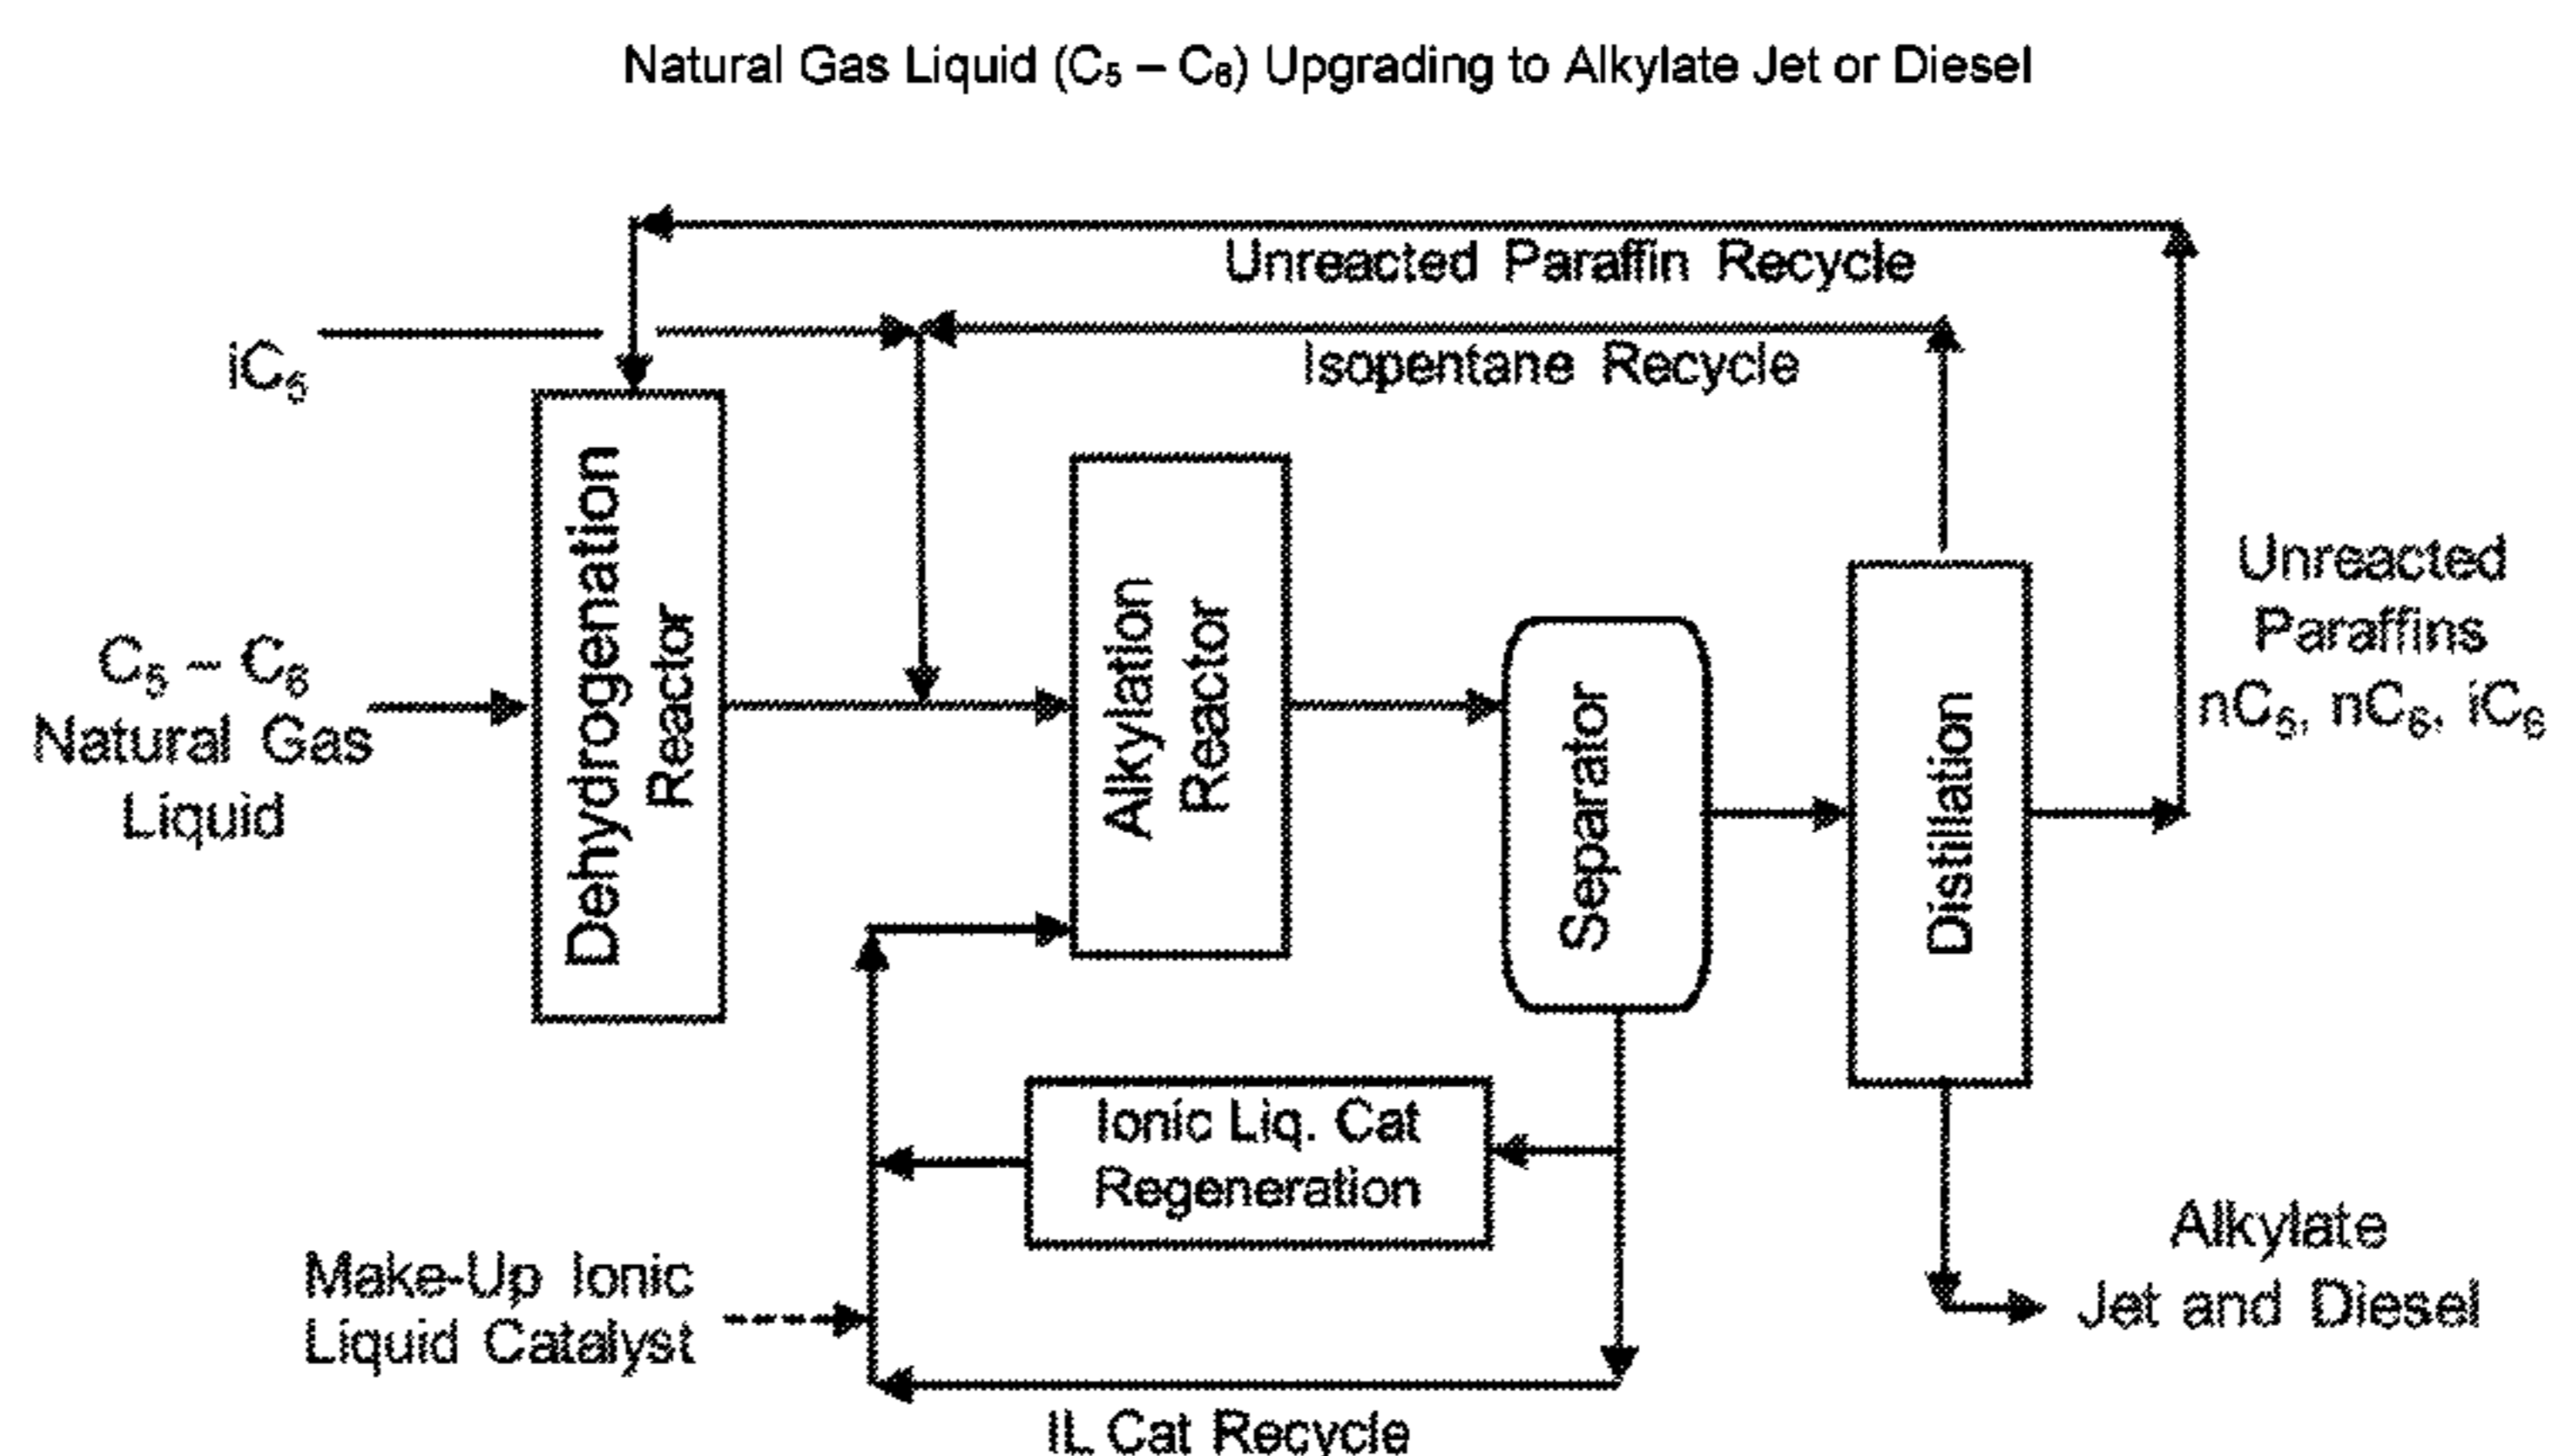 Natural Gas Liquid (C₅ – C₆) Upgrading to Alkylate Jet or Diesel
Unreacted Paraffin Recycle
iC₅
Isopentane Recycle
Dehydrogenation
Reactor
Alkylation
Reactor
Separator
Distillation
C₅ – C₆
Natural Gas
Liquid
Unreacted
Paraffins
nC₅, nC₆, iC₆
Ionic Liq. Cat
Regeneration
Make-Up Ionic
Liquid Catalyst
IL Cat Recycle
Alkylate
Jet and Diesel